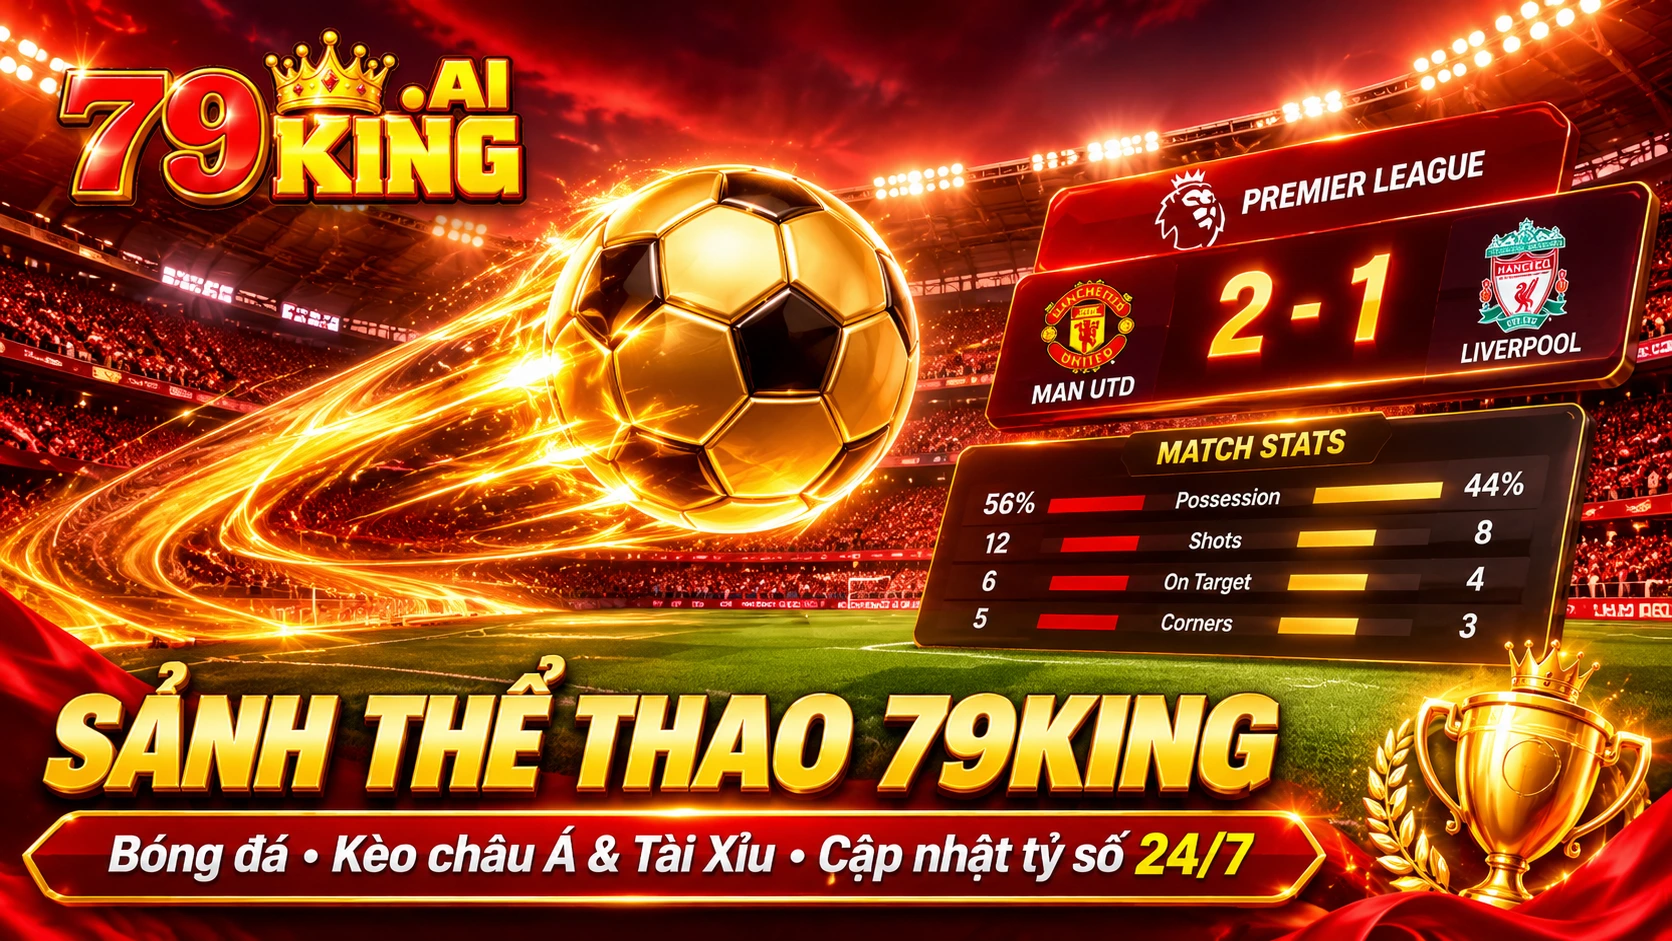 79KING.AI
PREMIER LEAGUE
2 - 1
MAN UTD
LIVERPOOL
MATCH STATS
56% Possession 44%
12 Shots 8
6 On Target 4
5 Corners 3
SẢNH THỂ THAO 79KING
Bóng đá • Kèo châu Á & Tài Xỉu • Cập nhật tỷ số 24/7